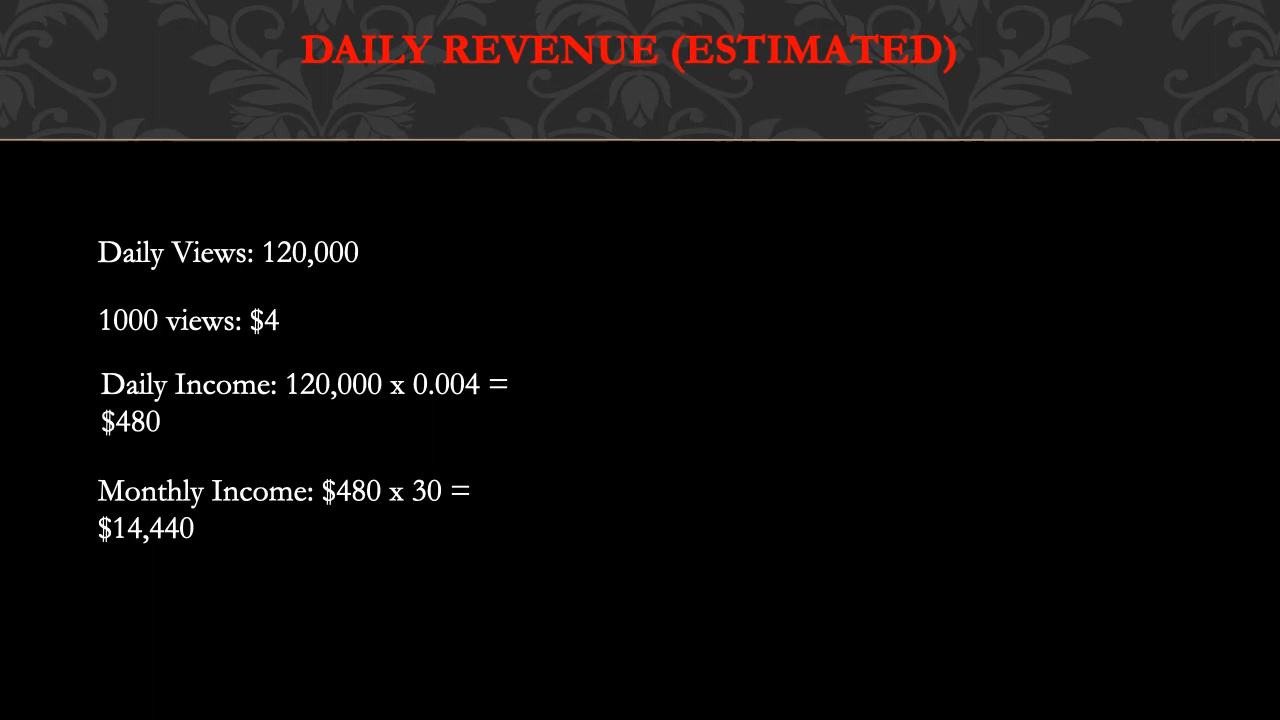 DAILY REVENUE (ESTIMATED)
Daily Views: 120,000
1000 views: $4
Daily Income: 120,000 x 0.004 =
$480
Monthly Income: $480 x 30 =
$14,440